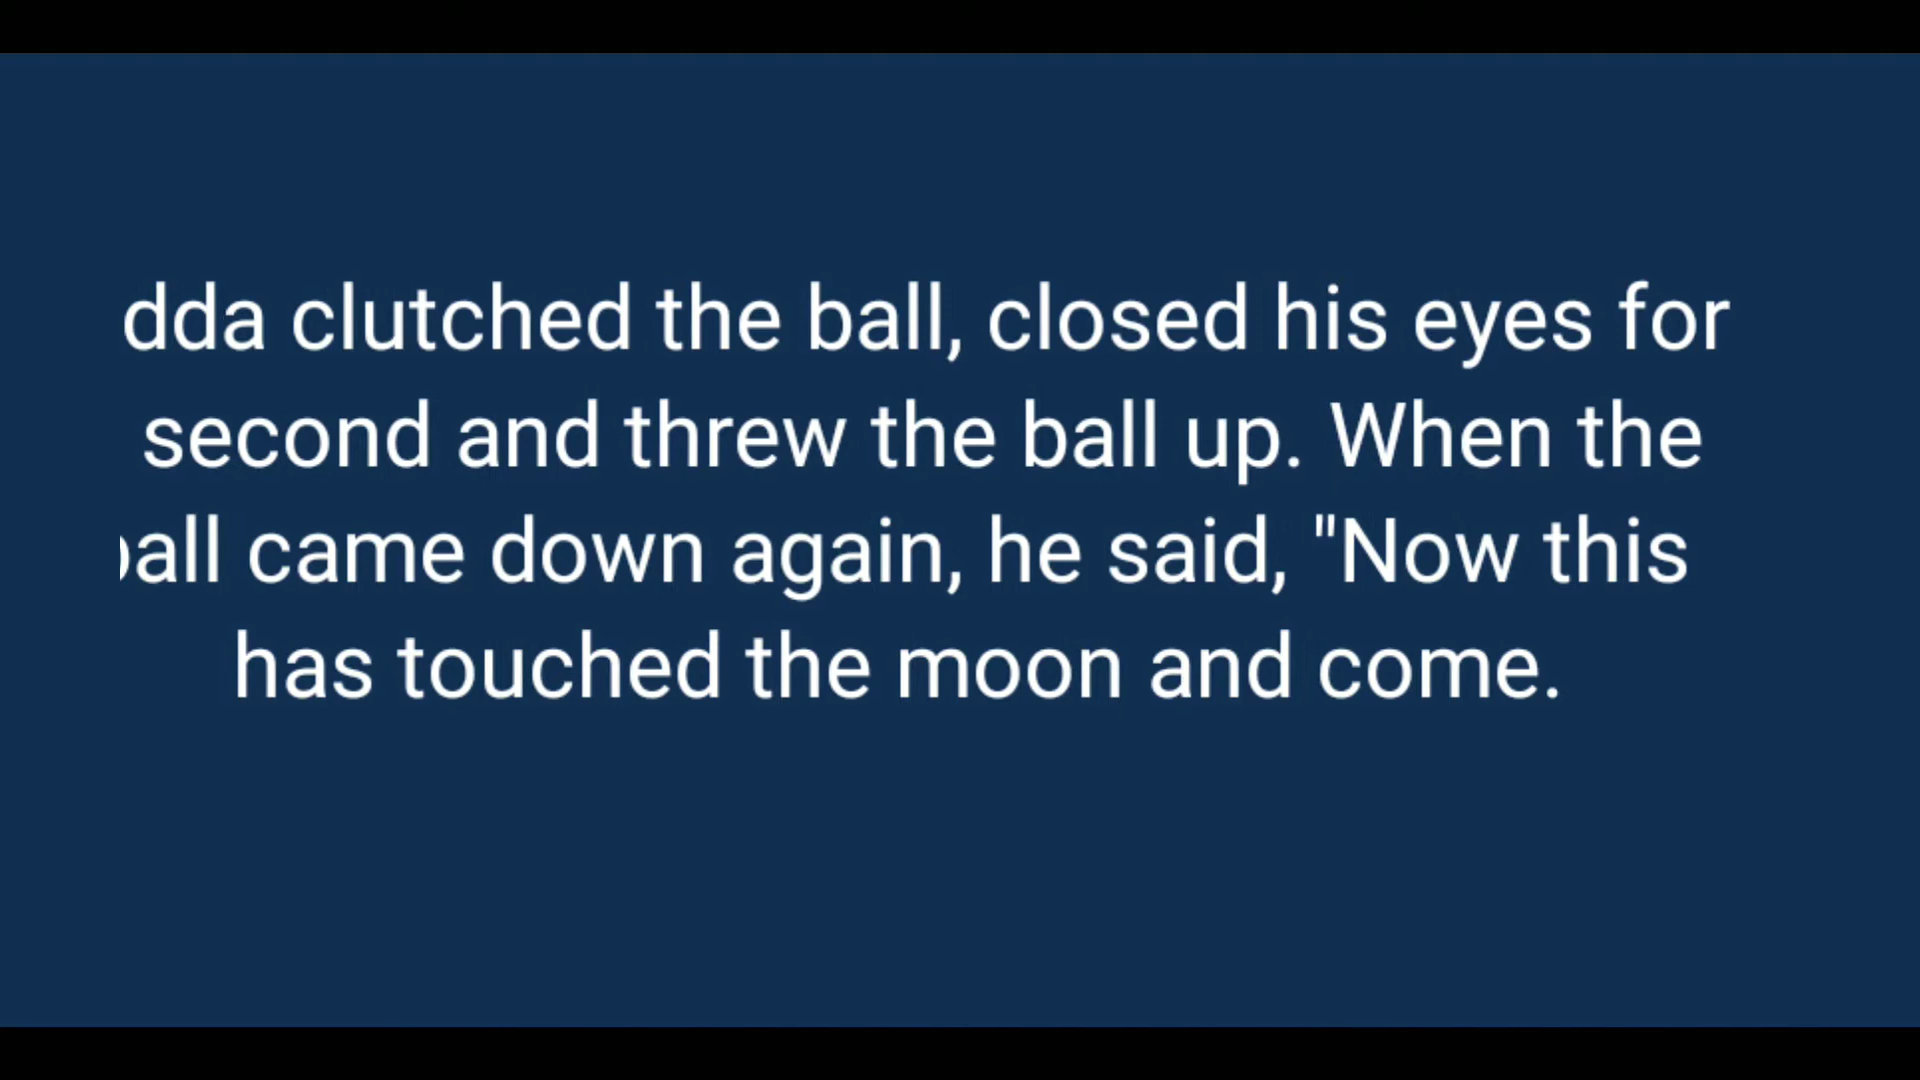 dda clutched the ball, closed his eyes for
second and threw the ball up. When the
ball came down again, he said, "Now this
has touched the moon and come.